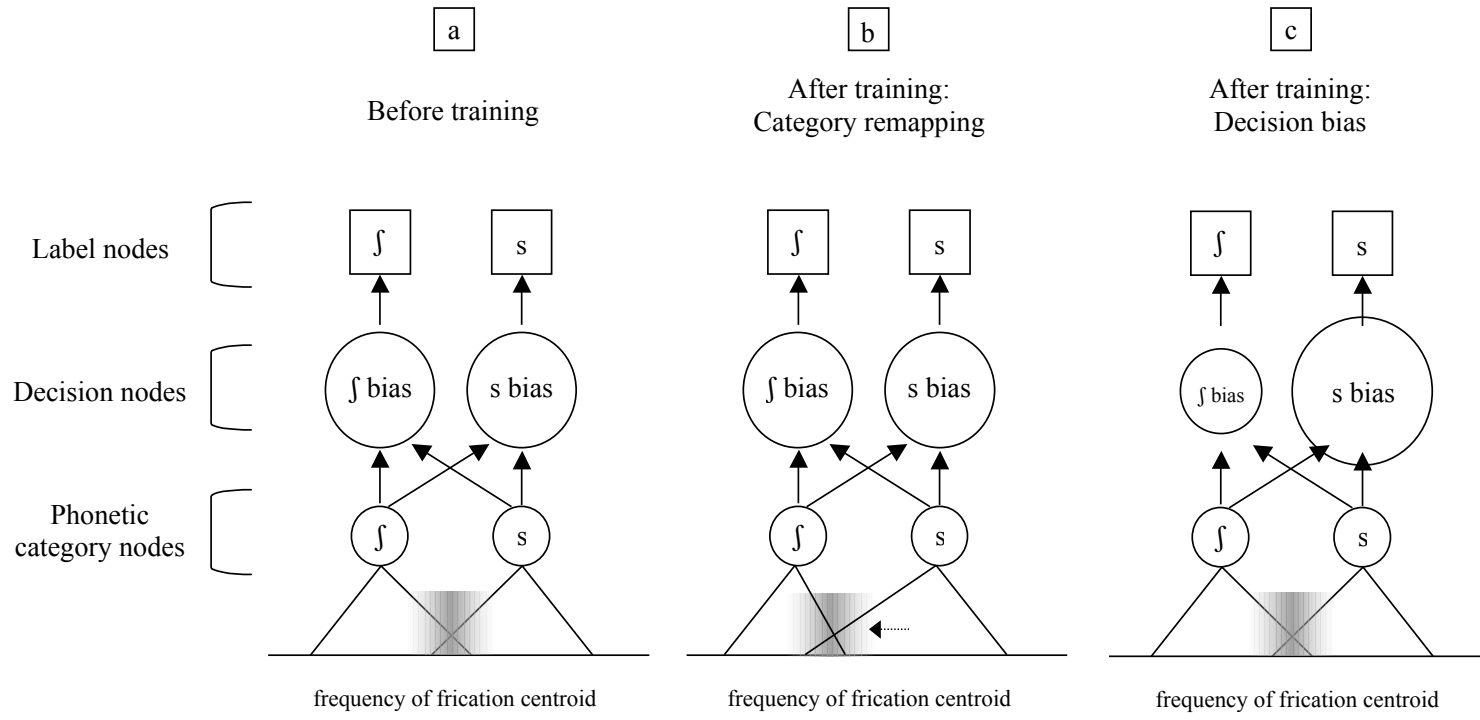 a
b
c
Before training
After training:
Category remapping
After training:
Decision bias
Label nodes
ʃ
s
ʃ
s
ʃ
s
Decision nodes
ʃ bias
s bias
ʃ bias
s bias
ʃ bias
s bias
Phonetic
category nodes
ʃ
s
ʃ
s
ʃ
s
frequency of frication centroid
frequency of frication centroid
frequency of frication centroid